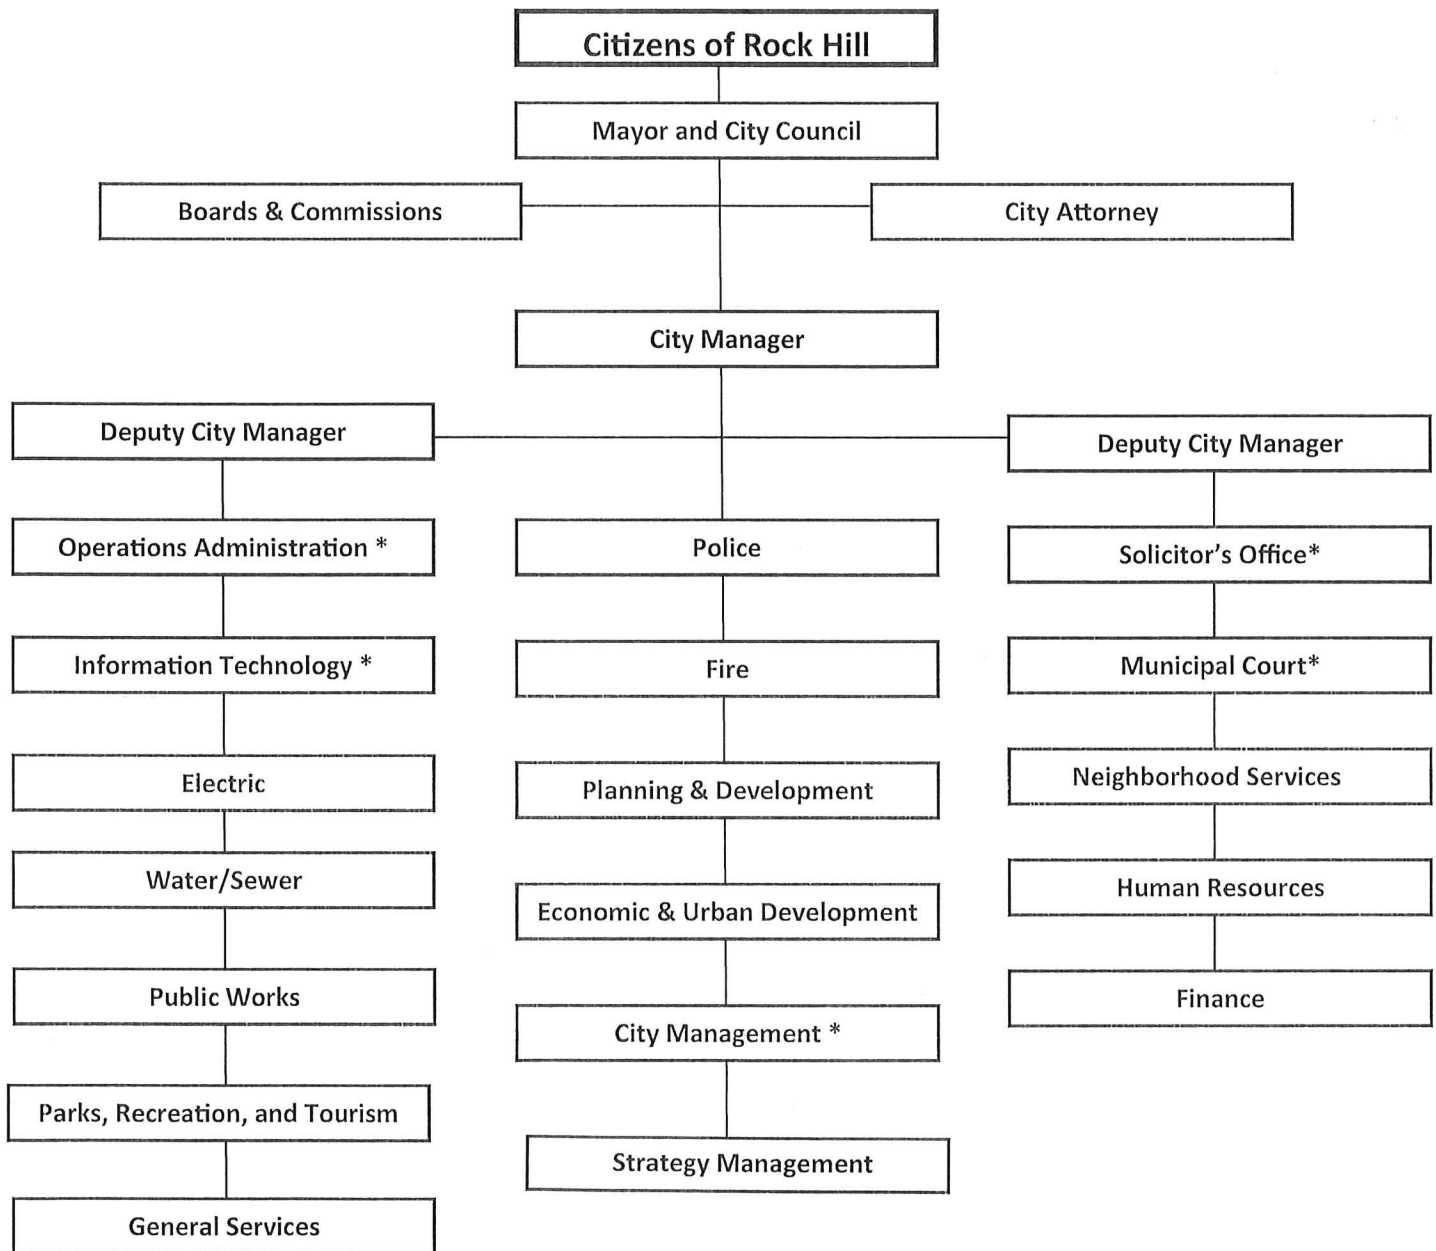 Citizens of Rock Hill
Mayor and City Council
Boards & Commissions
City Attorney
City Manager
Deputy City Manager
Operations Administration *
Information Technology *
Electric
Water/Sewer
Public Works
Parks, Recreation, and Tourism
General Services
Police
Fire
Planning & Development
Economic & Urban Development
City Management *
Strategy Management
Deputy City Manager
Solicitor's Office*
Municipal Court*
Neighborhood Services
Human Resources
Finance